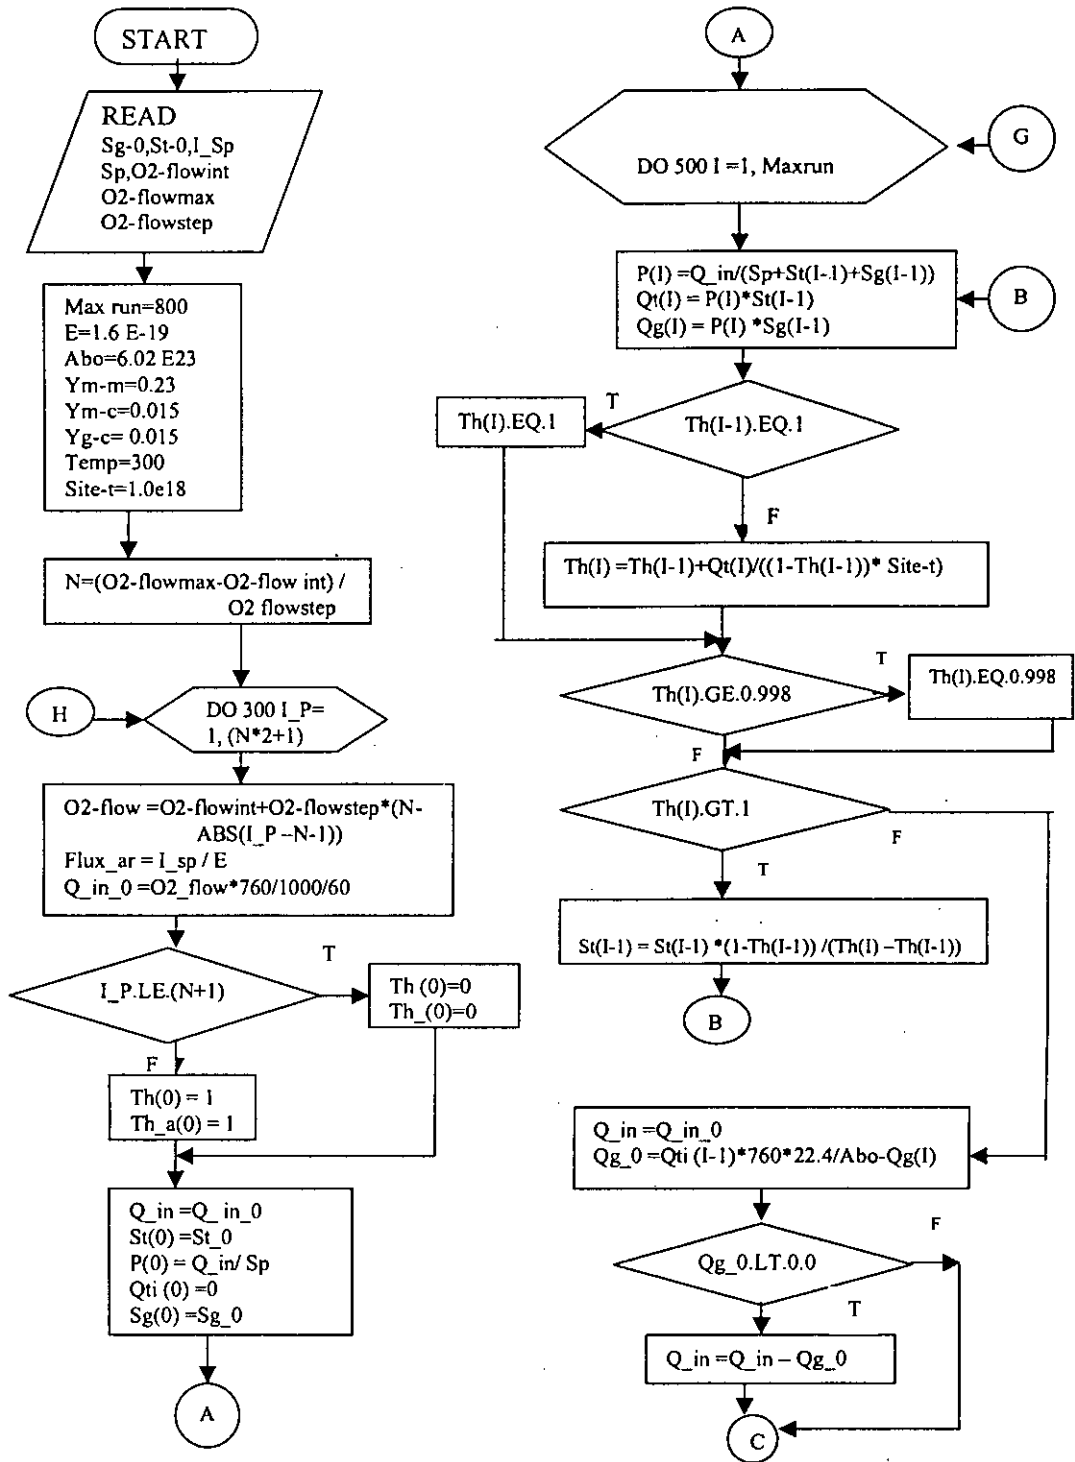 START
READ
Sg-0,St-0,I_Sp
Sp,O2-flowint
O2-flowmax
O2-flowstep
Max run=800
E=1.6 E-19
Abo=6.02 E23
Ym-m=0.23
Ym-c=0.015
Yg-c= 0.015
Temp=300
Site-t=1.0e18
N=(O2-flowmax-O2-flow int) /
O2 flowstep
H
DO 300 I_P=
1, (N*2+1)
O2-flow =O2-flowint+O2-flowstep*(N-
ABS(I_P –N-1))
Flux_ar = I_sp / E
Q_in_0 =O2_flow*760/1000/60
I_P.LE.(N+1)
T
Th (0)=0
Th_(0)=0
F
Th(0) = 1
Th_a(0) = 1
Q_in =Q_ in_0
St(0) =St_0
P(0) = Q_in/ Sp
Qti (0) =0
Sg(0) =Sg_0
A
A
G
DO 500 I =1, Maxrun
P(I) =Q_in/(Sp+St(I-1)+Sg(I-1))
Qt(I) = P(I)*St(I-1)
Qg(I) = P(I) *Sg(I-1)
B
Th(I-1).EQ.1
T
Th(I).EQ.1
F
Th(I) =Th(I-1)+Qt(I)/((1-Th(I-1))* Site-t)
Th(I).GE.0.998
T
Th(I).EQ.0.998
F
Th(I).GT.1
F
T
St(I-1) = St(I-1) *(1-Th(I-1)) /(Th(I) –Th(I-1))
B
Q_in =Q_in_0
Qg_0 =Qti (I-1)*760*22.4/Abo-Qg(I)
Qg_0.LT.0.0
F
T
Q_in =Q_in – Qg_0
C